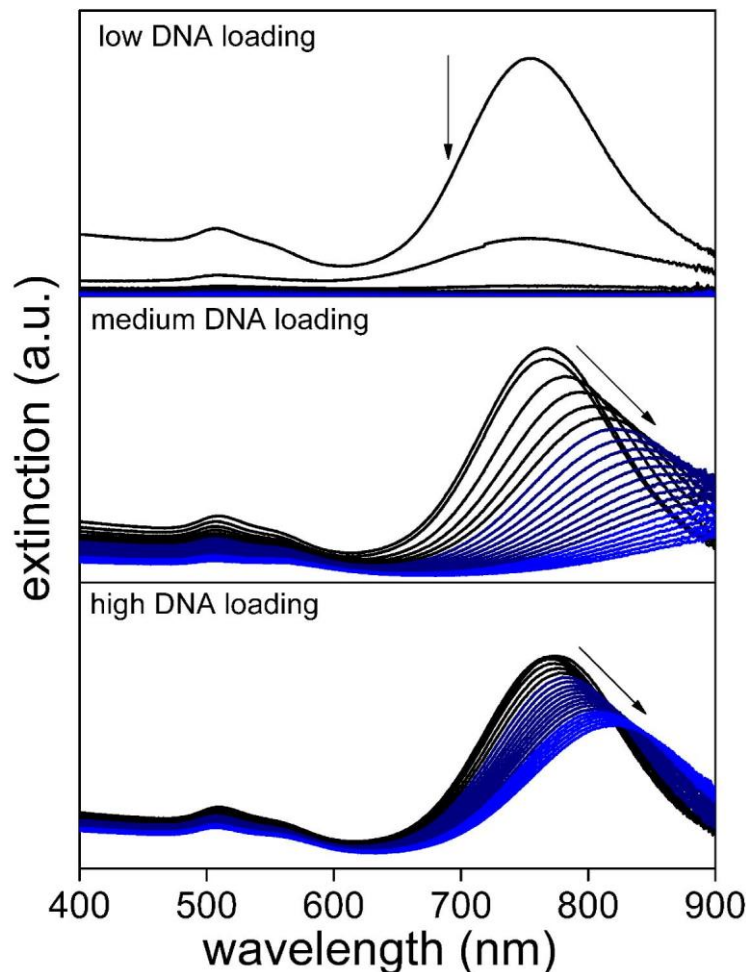 low DNA loading
medium DNA loading
high DNA loading
extinction (a.u.)
400 500 600 700 800 900
wavelength (nm)